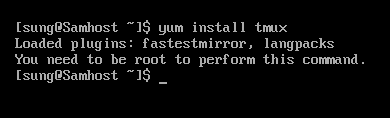 [sung@Samhost ~]$ yum install tmux
Loaded plugins: fastestmirror, langpacks
You need to be root to perform this command.
[sung@Samhost ~]$ _